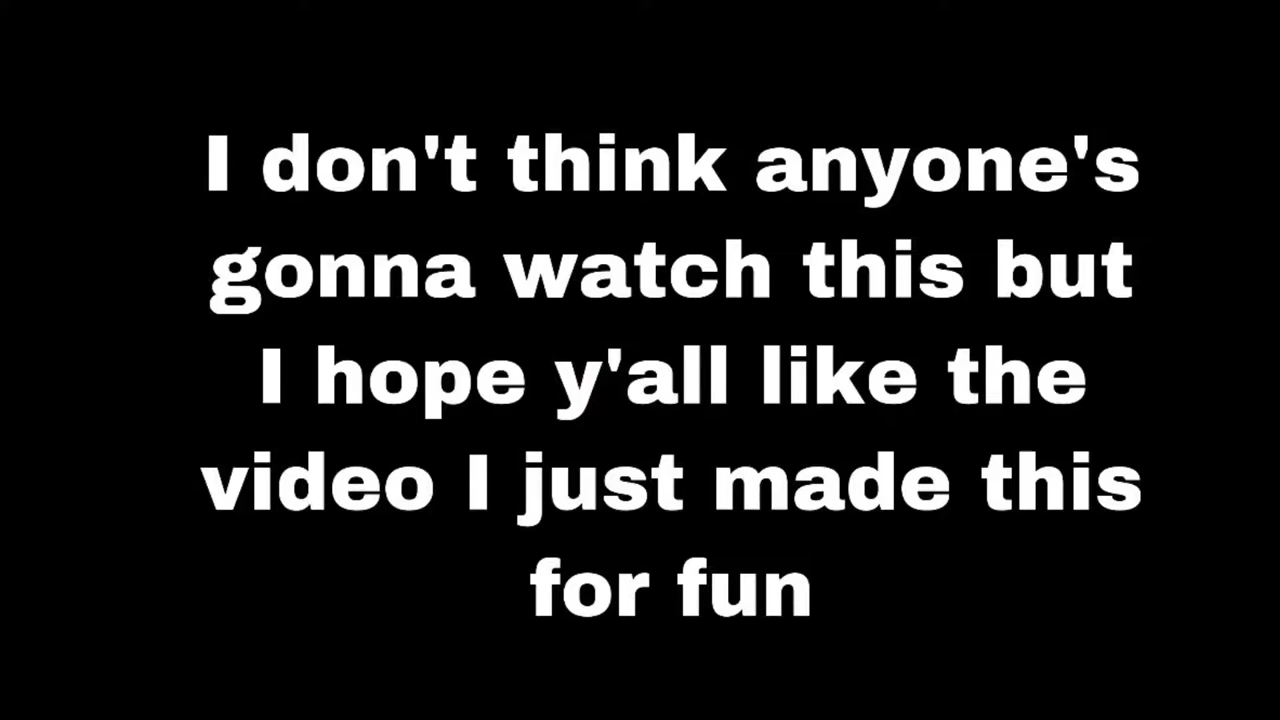 I don't think anyone's
gonna watch this but
I hope y'all like the
video I just made this
for fun